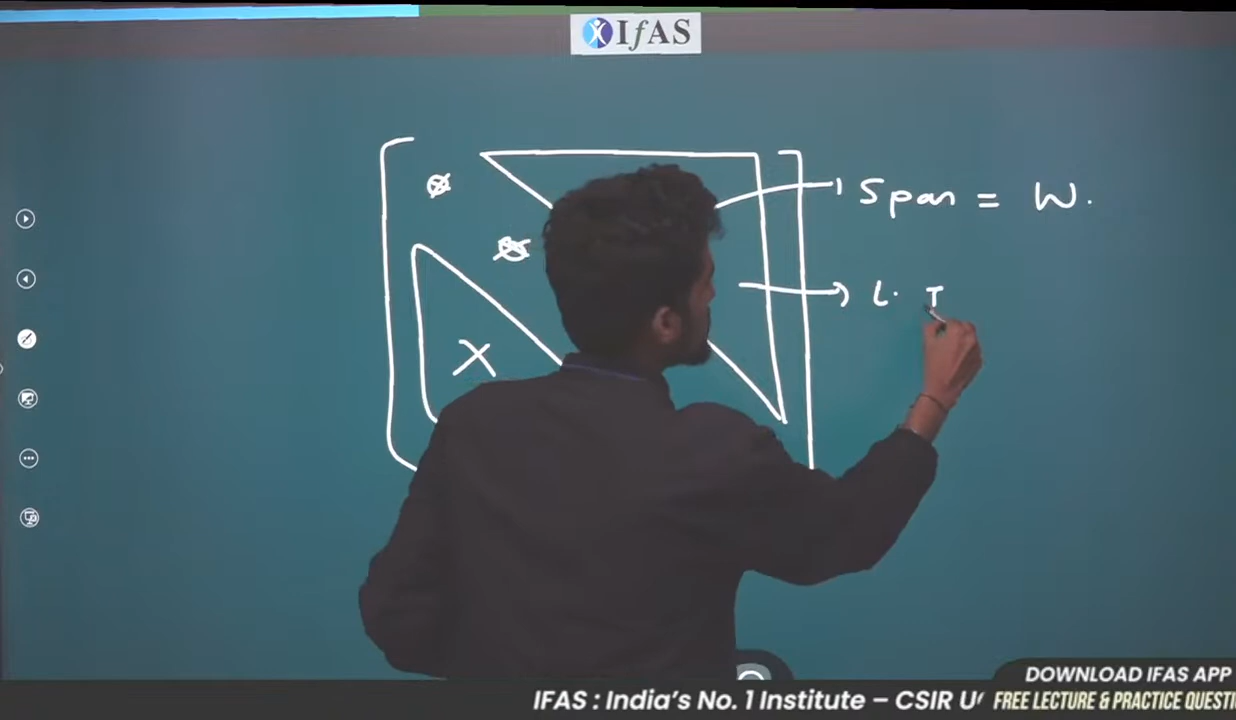 IfAS
Span = W.
L. I
X
IFAS : India's No. 1 Institute – CSIR U
DOWNLOAD IFAS APP
FREE LECTURE & PRACTICE QUESTI